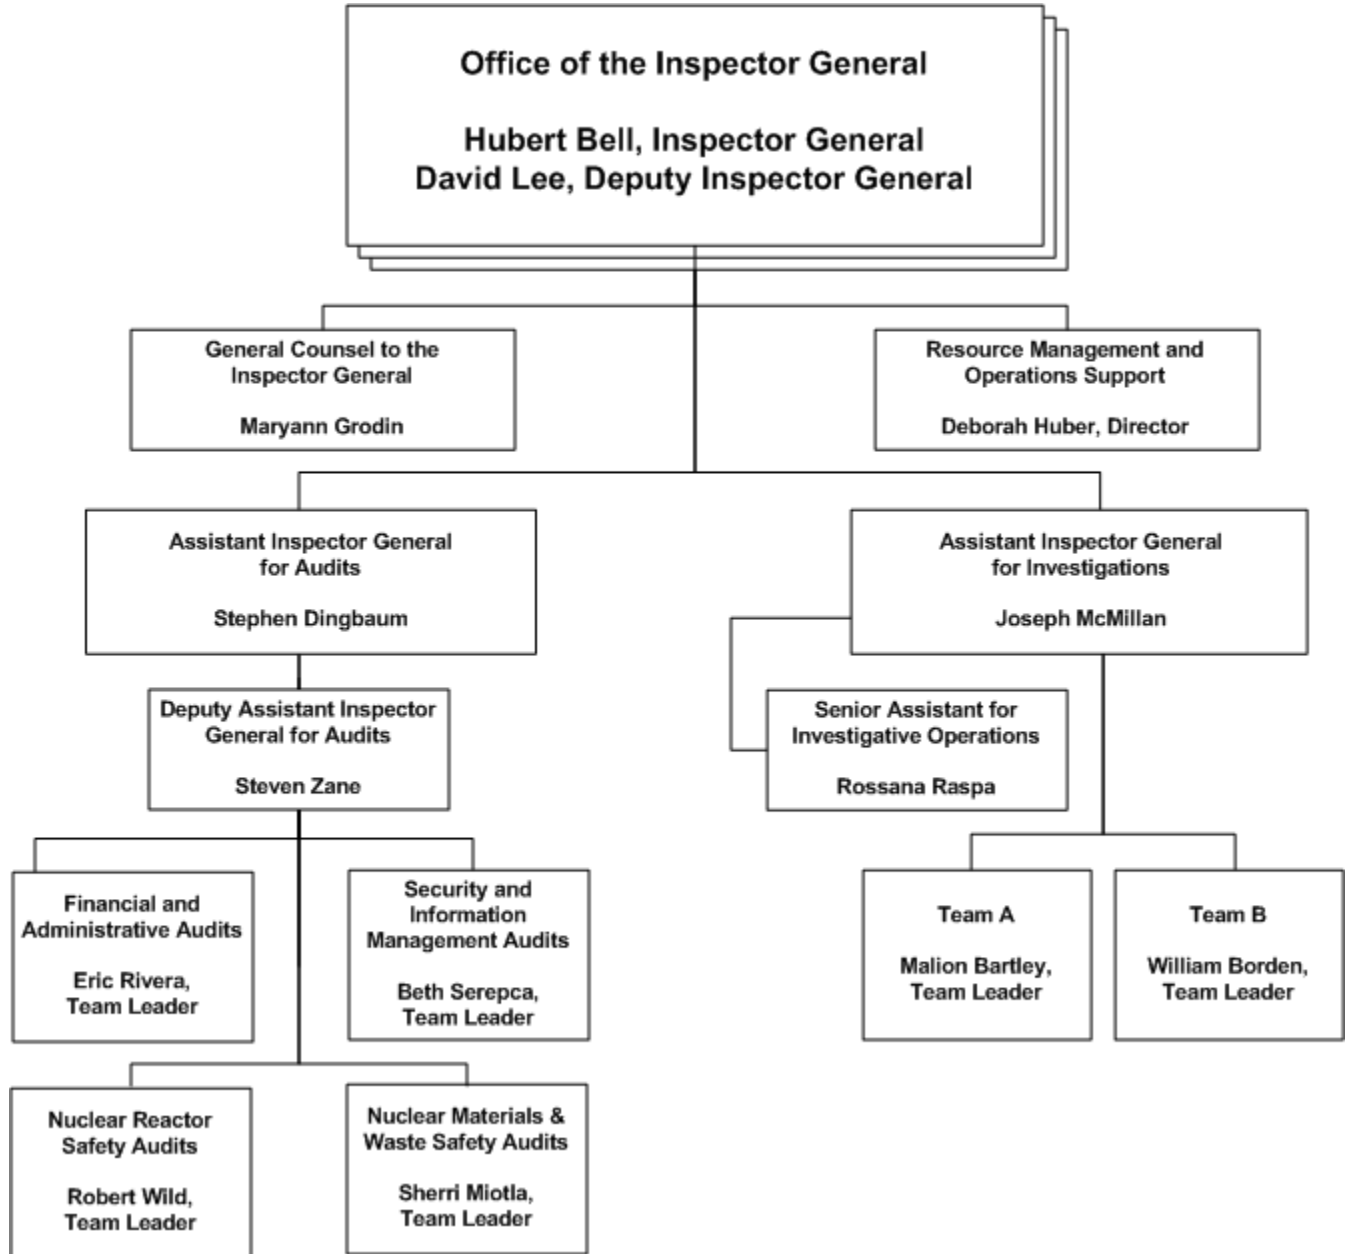 Office of the Inspector General
Hubert Bell, Inspector General
David Lee, Deputy Inspector General
General Counsel to the
Inspector General
Maryann Grodin
Resource Management and
Operations Support
Deborah Huber, Director
Assistant Inspector General
for Audits
Stephen Dingbaum
Assistant Inspector General
for Investigations
Joseph McMillan
Deputy Assistant Inspector
General for Audits
Steven Zane
Senior Assistant for
Investigative Operations
Rossana Raspa
Financial and
Administrative Audits
Eric Rivera,
Team Leader
Security and
Information
Management Audits
Beth Serepca,
Team Leader
Team A
Malion Bartley,
Team Leader
Team B
William Borden,
Team Leader
Nuclear Reactor
Safety Audits
Robert Wild,
Team Leader
Nuclear Materials &
Waste Safety Audits
Sherri Miotla,
Team Leader